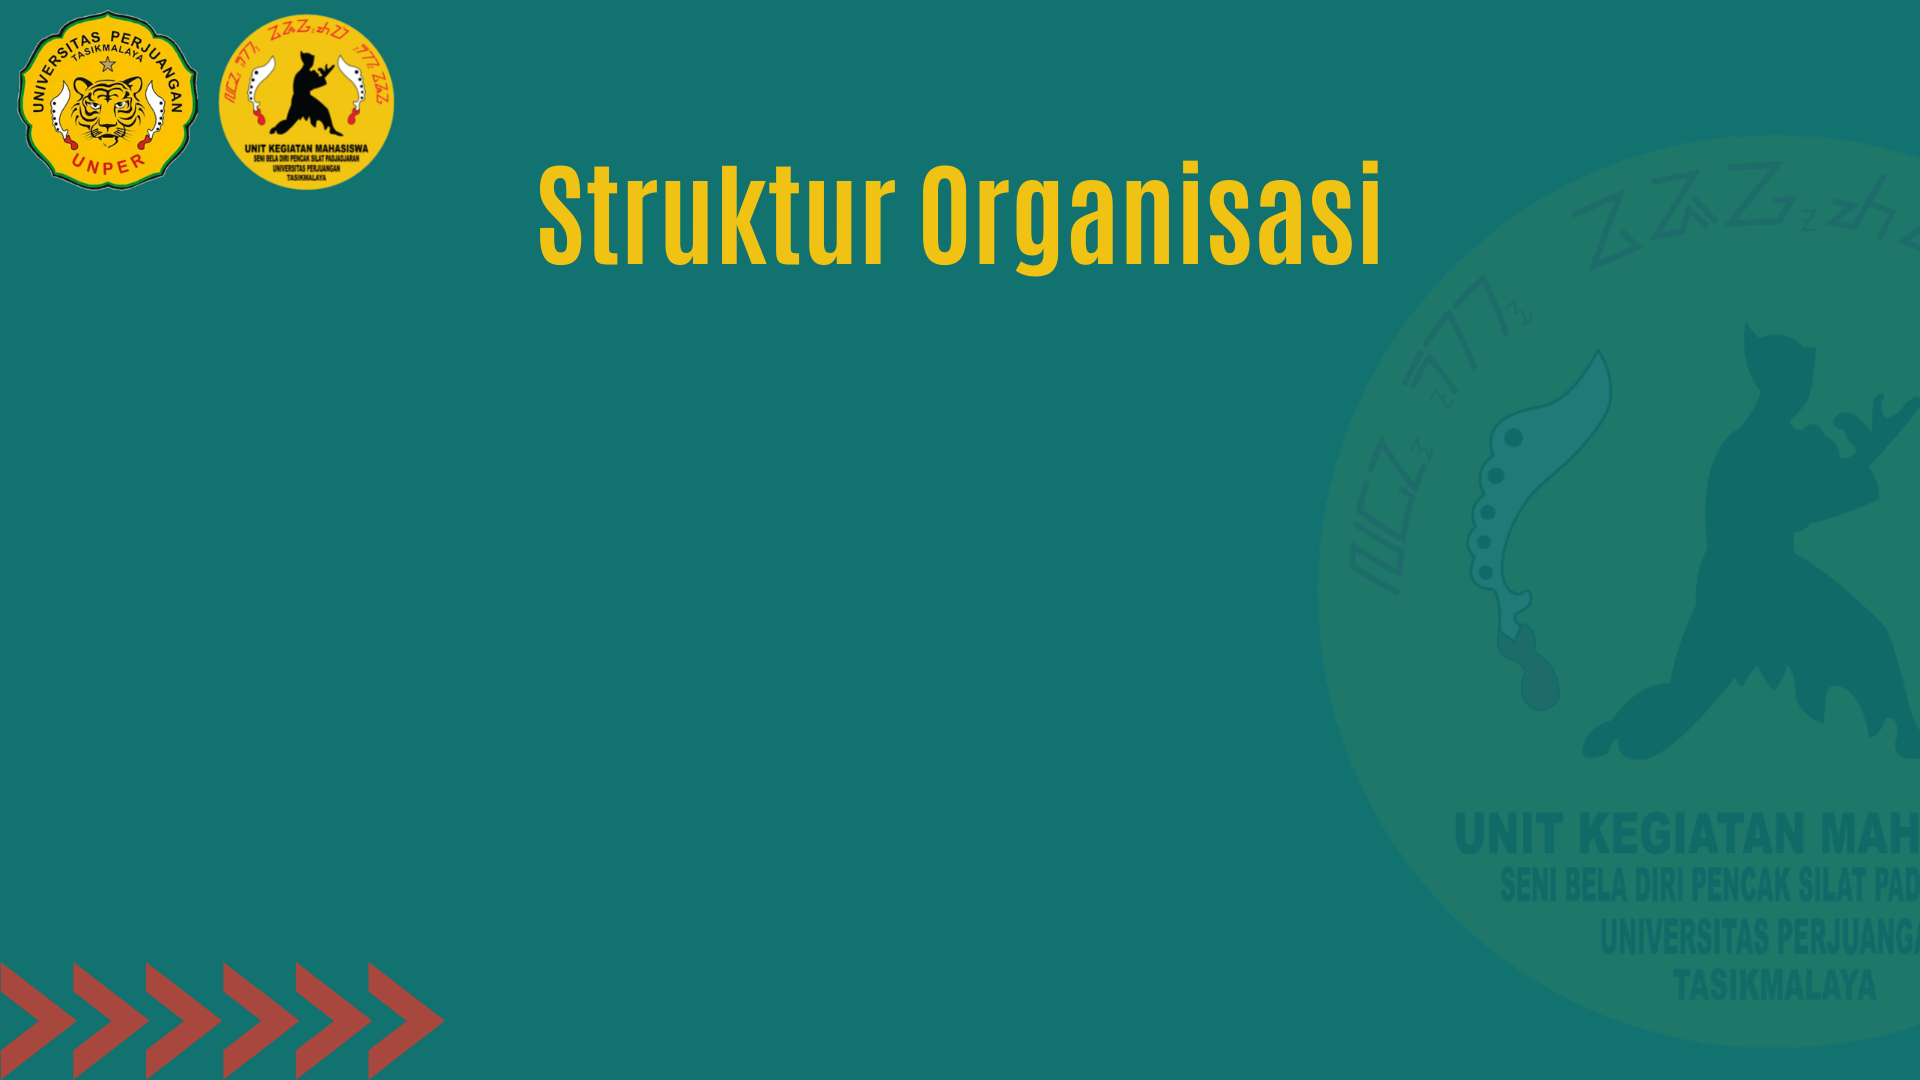 UNIVERSITAS PERJUANGAN
TASIKMALAYA
UNPER
UNIT KEGIATAN MAHASISWA
SENI BELA DIRI PENCAK SILAT PADJADJARAN
UNIVERSITAS PERJUANGAN
TASIKMALAYA
Struktur Organisasi
UNIT KEGIATAN MAH
SENI BELA DIRI PENCAK SILAT PAD
UNIVERSITAS PERJUANGA
TASIKMALAYA